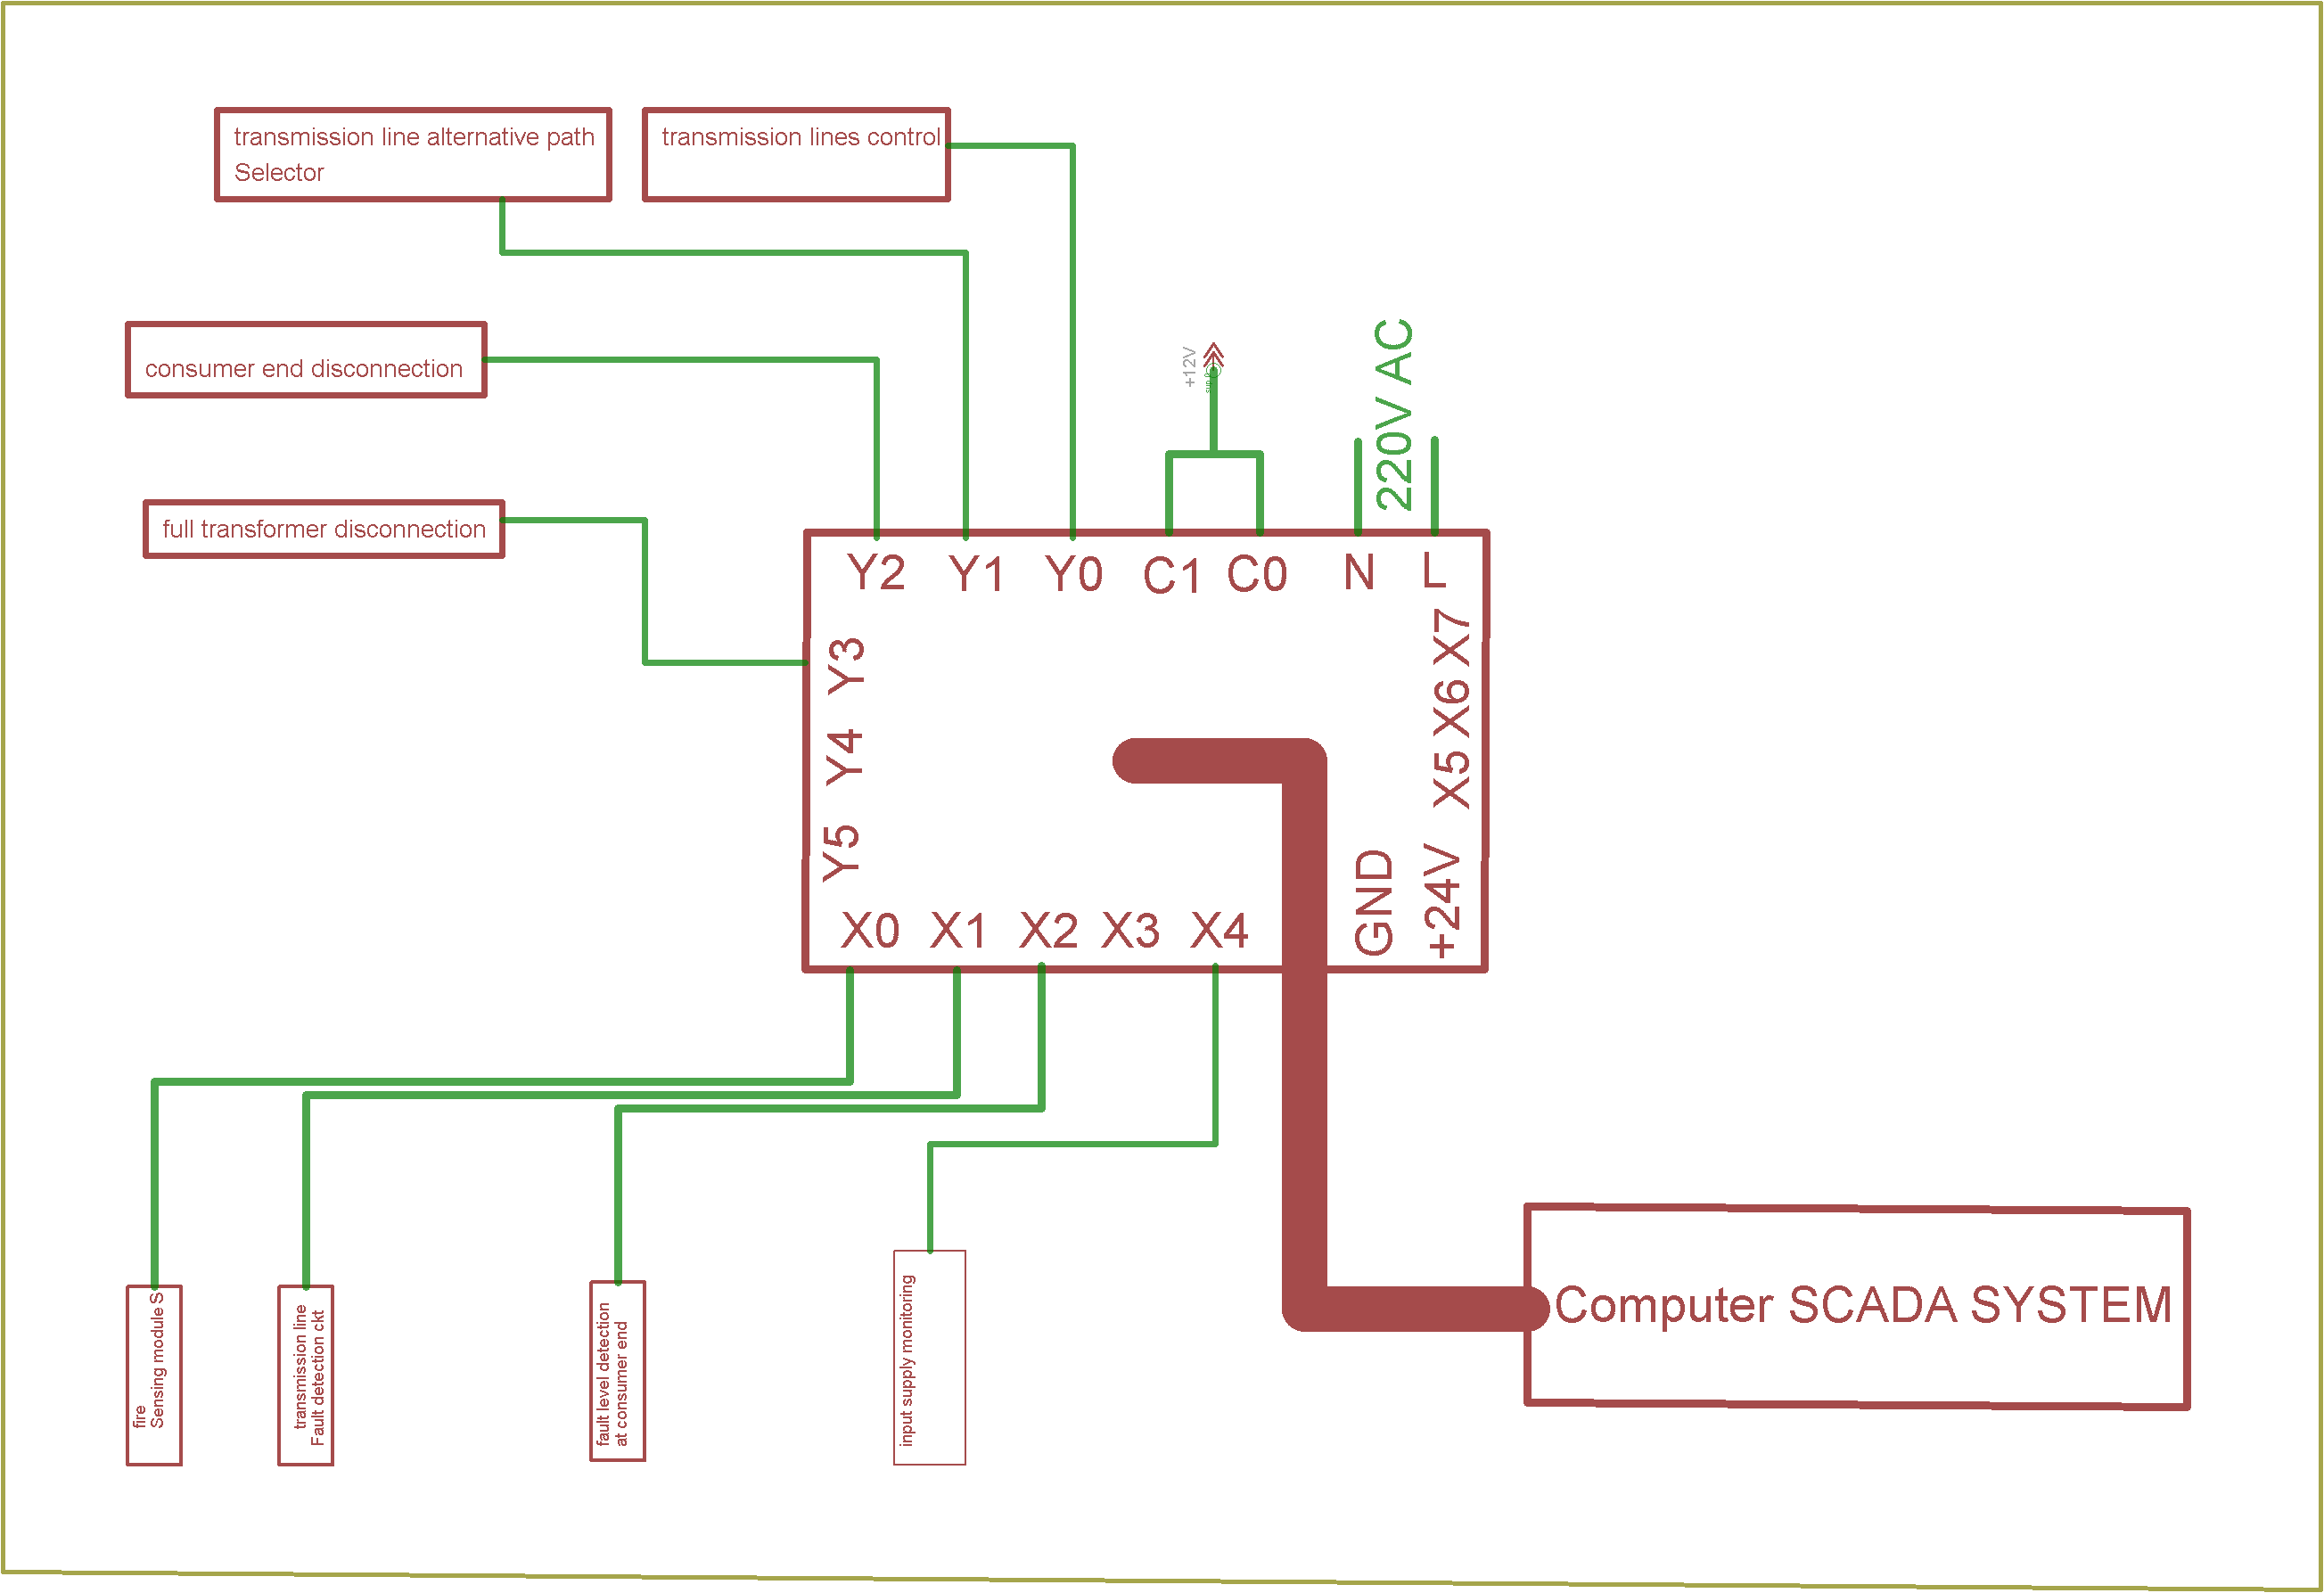 transmission line alternative path
Selector
transmission lines control
consumer end disconnection
full transformer disconnection
+12V
220V AC
Y2 Y1 Y0 C1 C0 N L
Y3
Y4
Y5
X5 X6 X7
GND
+24V
X0 X1 X2 X3 X4
fire
Sensing module S
transmission line
Fault detection ckt
fault level detection
at consumer end
input supply monitoring
Computer SCADA SYSTEM